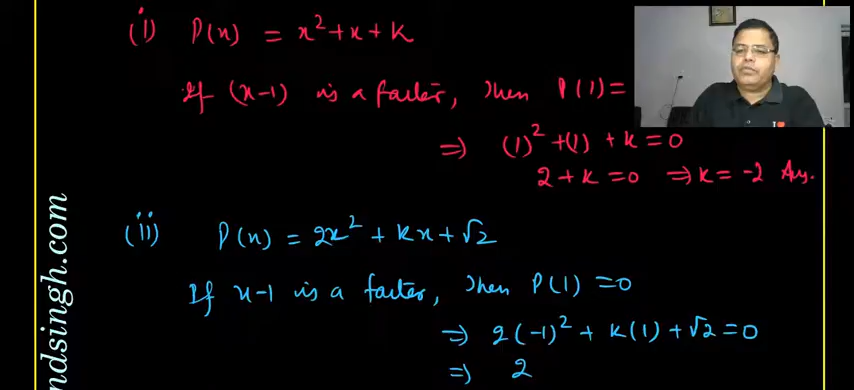 (i) P(x) = x² + x + k
If (x-1) is a factor, then P(1) =
⇒ (1)² + (1) + k = 0
2 + k = 0 ⇒ k = -2 Ans.
(ii) P(x) = 2x² + kx + √2
If x-1 is a factor, then P(1) = 0
⇒ 2(-1)² + k(1) + √2 = 0
⇒ 2
ndsingh.com